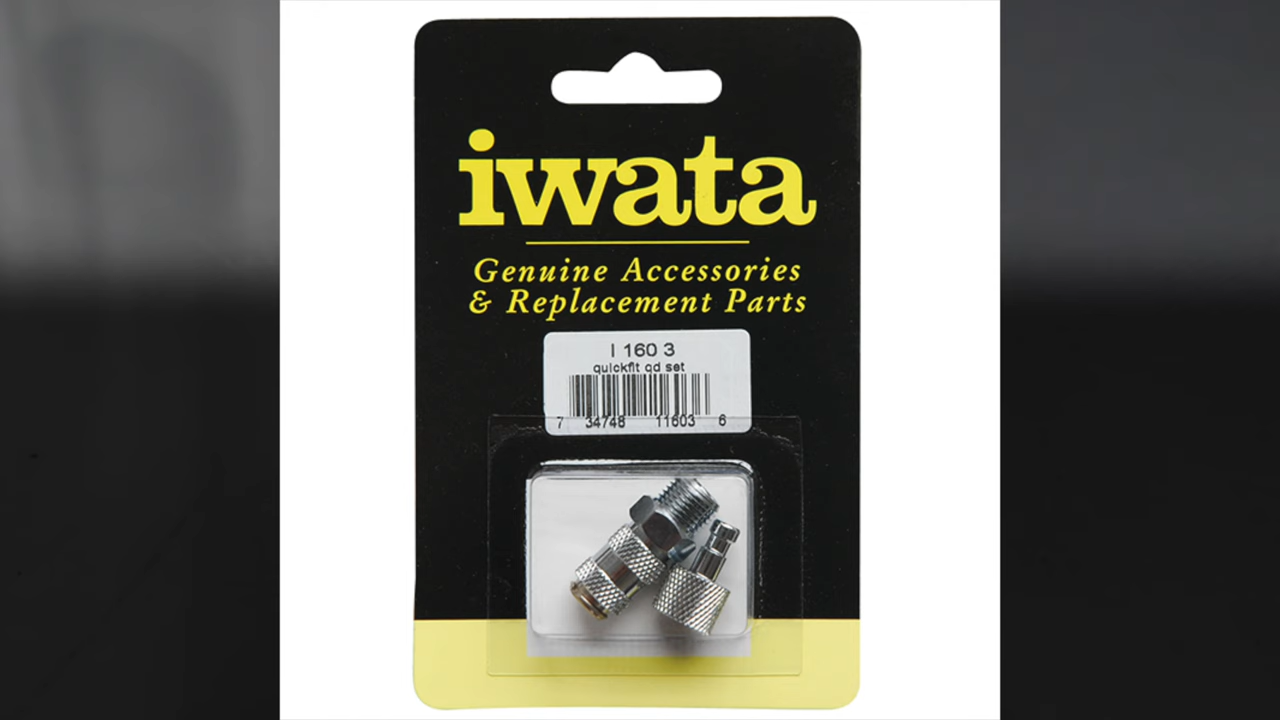 iwata
Genuine Accessories
& Replacement Parts
I 160 3
quickfit qd set
7 34748 11603 6